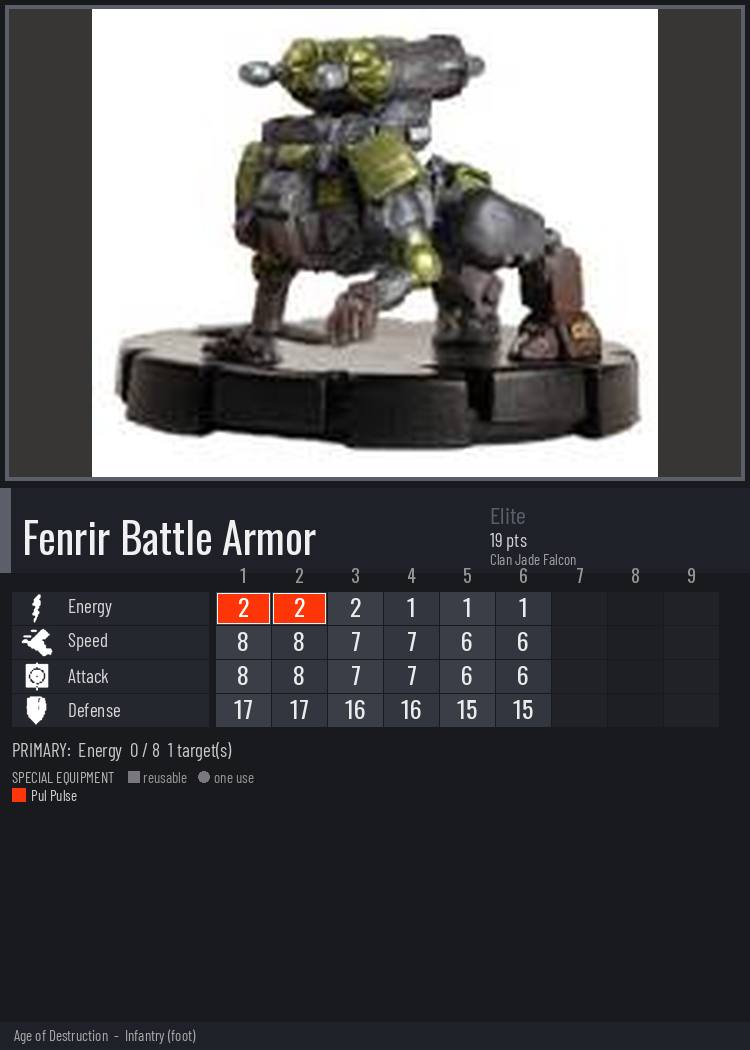 Fenrir Battle Armor
Elite
19 pts
Clan Jade Falcon
1 2 3 4 5 6 7 8 9
Energy 2 2 2 1 1 1
Speed 8 8 7 7 6 6
Attack 8 8 7 7 6 6
Defense 17 17 16 16 15 15
PRIMARY: Energy 0 / 8 1 target(s)
SPECIAL EQUIPMENT reusable one use
Pul Pulse
Age of Destruction - Infantry (foot)